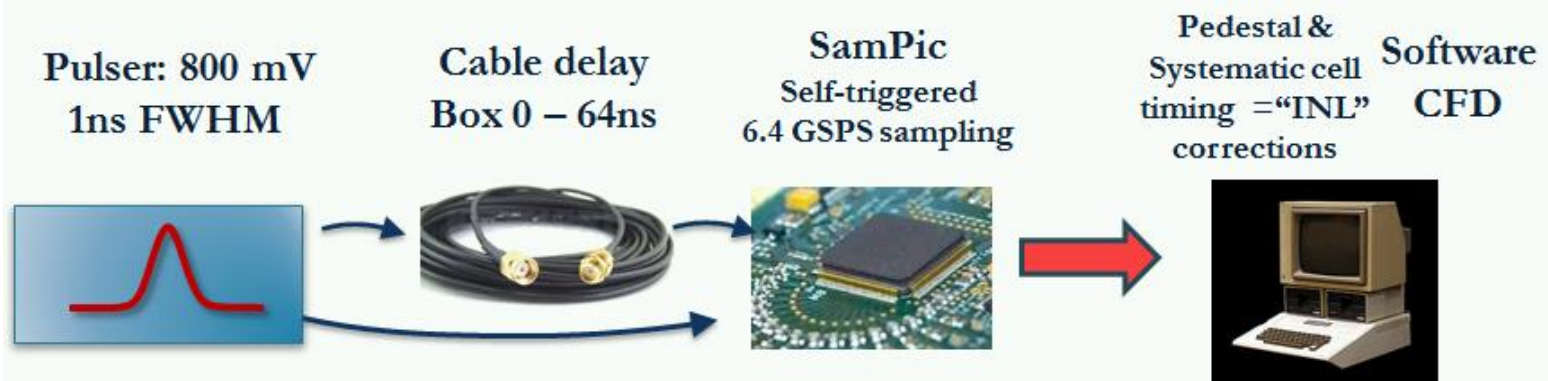 Pulser: 800 mV
1ns FWHM
Cable delay
Box 0 – 64ns
SamPic
Self-triggered
6.4 GSPS sampling
Pedestal &
Systematic cell
timing  =“INL”
corrections
Software
CFD